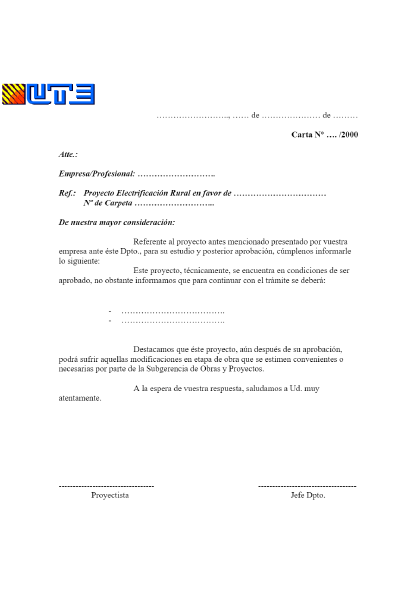 UTE
........................., ...... de ..................... de .........
Carta Nº .... /2000
Atte.:
Empresa/Profesional: ...........................
Ref.: Proyecto Electrificación Rural en favor de .................................
Nº de Carpeta ............................
De nuestra mayor consideración:
Referente al proyecto antes mencionado presentado por vuestra
empresa ante éste Dpto., para su estudio y posterior aprobación, cúmplenos informarle
lo siguiente:
Este proyecto, técnicamente, se encuentra en condiciones de ser
aprobado, no obstante informamos que para continuar con el trámite se deberá:
- .....................................
- .....................................
Destacamos que éste proyecto, aún después de su aprobación,
podrá sufrir aquellas modificaciones en etapa de obra que se estimen convenientes o
necesarias por parte de la Subgerencia de Obras y Proyectos.
A la espera de vuestra respuesta, saludamos a Ud. muy
atentamente.
---------------------------------- -----------------------------------
Proyectista Jefe Dpto.